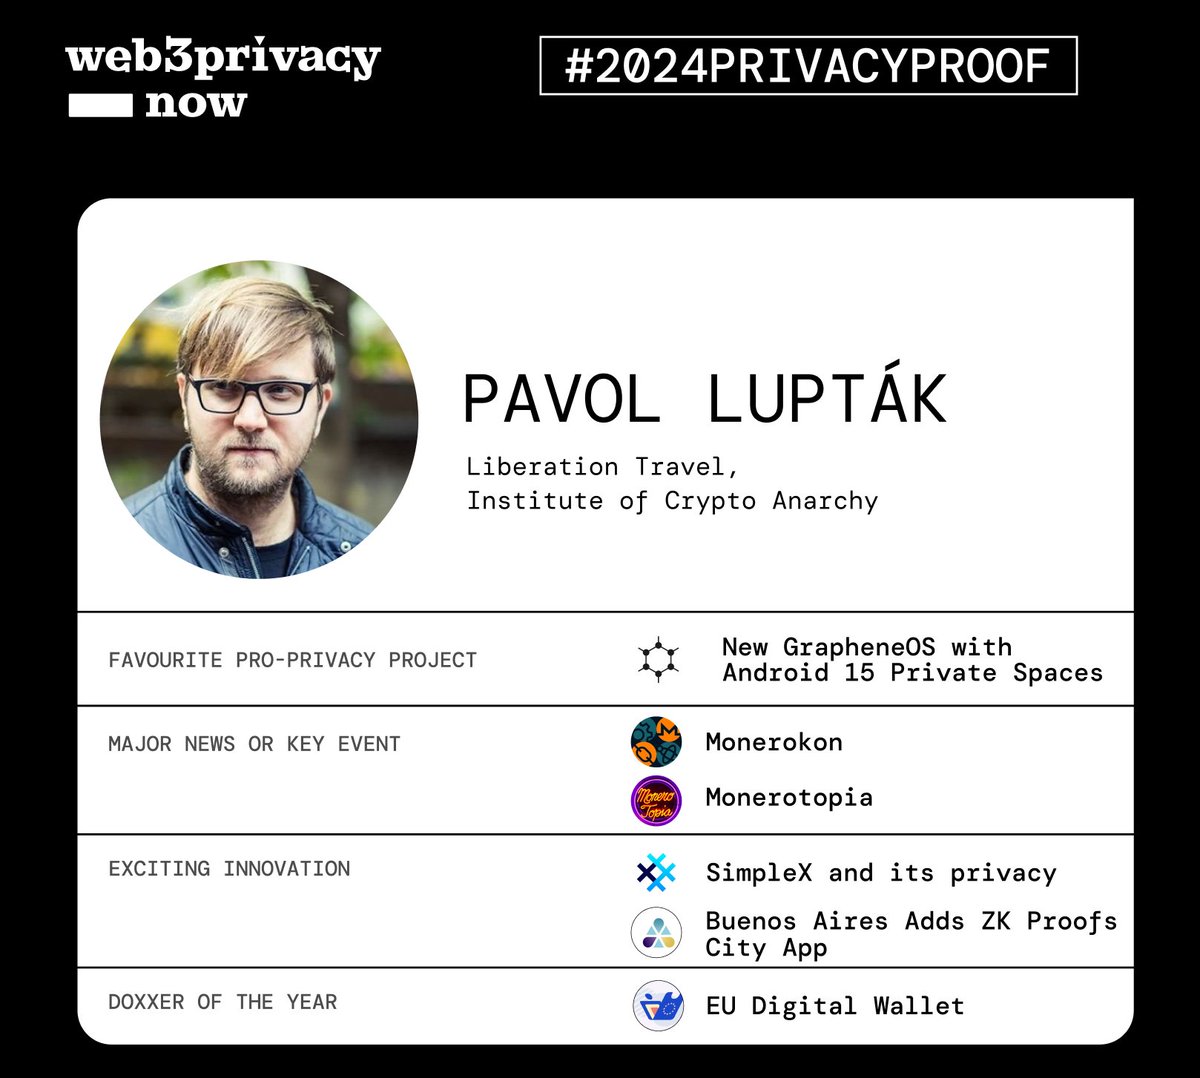 web3privacy
now
#2024PRIVACYPROOF
PAVOL LUPTÁK
Liberation Travel,
Institute of Crypto Anarchy
FAVOURITE PRO-PRIVACY PROJECT
New GrapheneOS with
Android 15 Private Spaces
MAJOR NEWS OR KEY EVENT
Monerokon
Monero
Topia
Monerotopia
EXCITING INNOVATION
SimpleX and its privacy
Buenos Aires Adds ZK Proofs
City App
DOXXER OF THE YEAR
EU Digital Wallet